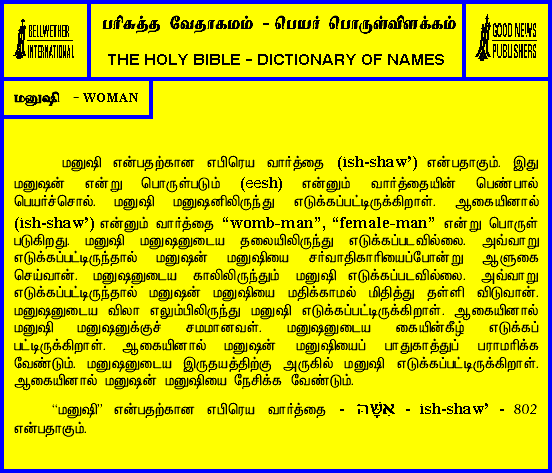 BELLWETHER
INTERNATIONAL
பரிசுத்த வேதாகமம் - பெயர் பொருள்விளக்கம்
THE HOLY BIBLE - DICTIONARY OF NAMES
GOOD NEWS
PUBLISHERS
மனுஷி - WOMAN
மனுஷி என்பதற்கான எபிரெய வார்த்தை (ish-shaw’) என்பதாகும். இது
மனுஷன் என்று பொருள்படும் (eesh) என்னும் வார்த்தையின் பெண்பால்
பெயர்ச்சொல். மனுஷி மனுஷனிலிருந்து எடுக்கப்பட்டிருக்கிறாள். ஆகையினால்
(ish-shaw’) என்னும் வார்த்தை “womb-man”, “female-man” என்று பொருள்
படுகிறது. மனுஷி மனுஷனுடைய தலையிலிருந்து எடுக்கப்படவில்லை. அவ்வாறு
எடுக்கப்பட்டிருந்தால் மனுஷன் மனுஷியை சர்வாதிகாரியைப்போன்று ஆளுகை
செய்வான். மனுஷனுடைய காலிலிருந்தும் மனுஷி எடுக்கப்படவில்லை. அவ்வாறு
எடுக்கப்பட்டிருந்தால் மனுஷன் மனுஷியை மதிக்காமல் மிதித்து தள்ளி விடுவான்.
மனுஷனுடைய விலா எலும்பிலிருந்து மனுஷி எடுக்கப்பட்டிருக்கிறாள். ஆகையினால்
மனுஷி மனுஷனுக்குச் சமமானவள். மனுஷனுடைய கையின்கீழ் எடுக்கப்
பட்டிருக்கிறாள். ஆகையினால் மனுஷன் மனுஷியைப் பாதுகாத்துப் பராமரிக்க
வேண்டும். மனுஷனுடைய இருதயத்திற்கு அருகில் மனுஷி எடுக்கப்பட்டிருக்கிறாள்.
ஆகையினால் மனுஷன் மனுஷியை நேசிக்க வேண்டும்.
“மனுஷி” என்பதற்கான எபிரெய வார்த்தை - אִשָּׁה - ish-shaw’ - 802
என்பதாகும்.